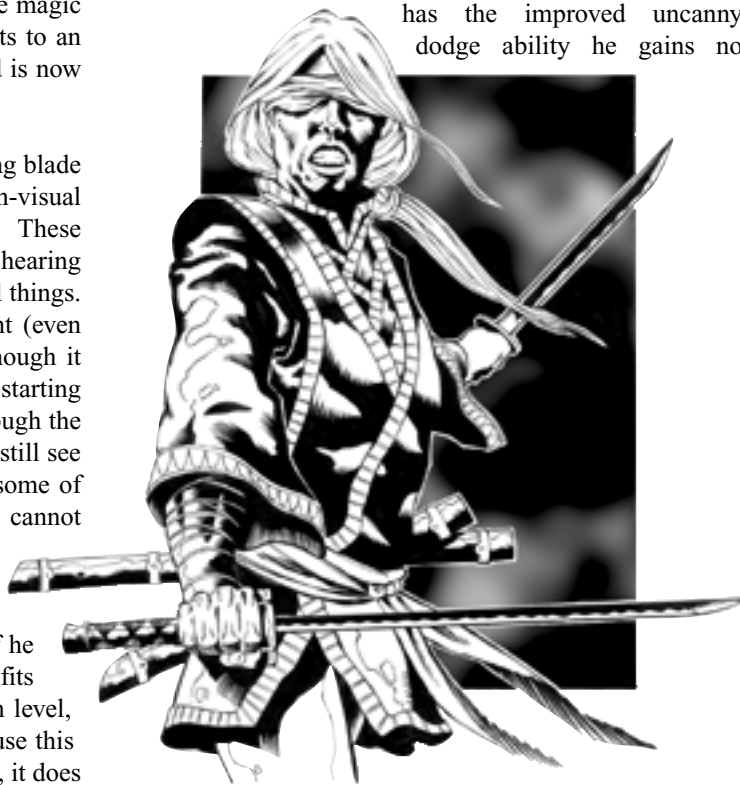 e magic
ts to an
is now
ng blade
n-visual
These
hearing
things.
nt (even
hough it
starting
ough the
still see
some of
cannot
he
fits
level,
use this
, it does
has the improved uncanny
dodge ability he gains no